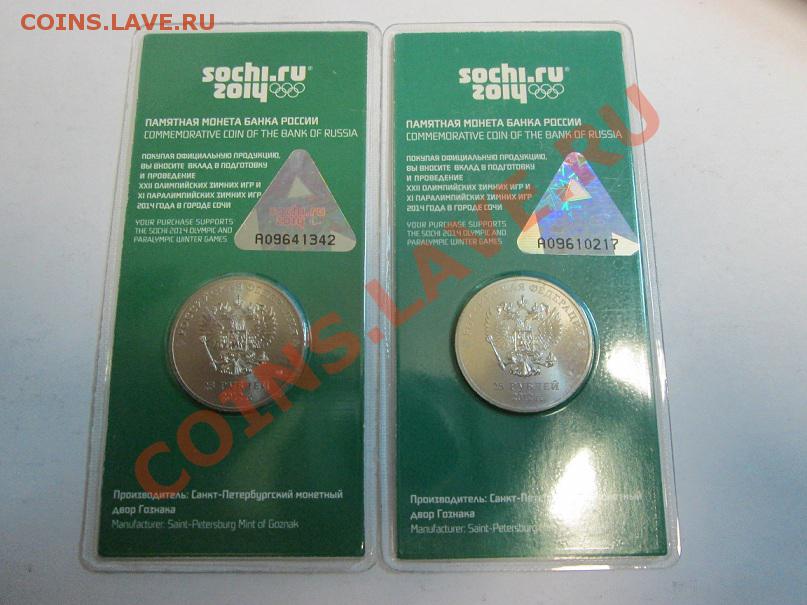 COINS.LAVE.RU
sochi.ru
2014
ПАМЯТНАЯ МОНЕТА БАНКА РОССИИ
COMMEMORATIVE COIN OF THE BANK OF RUSSIA
ПОКУПАЯ ОФИЦИАЛЬНУЮ ПРОДУКЦИЮ,
ВЫ ВНОСИТЕ ВКЛАД В ПОДГОТОВКУ
И ПРОВЕДЕНИЕ
XXII ОЛИМПИЙСКИХ ЗИМНИХ ИГР И
XI ПАРАЛИМПИЙСКИХ ЗИМНИХ ИГР
2014 ГОДА В ГОРОДЕ СОЧИ
YOUR PURCHASE SUPPORTS
THE SOCHI 2014 OLYMPIC AND
PARALYMPIC WINTER GAMES
sochi.ru
2014
A09641342
РОССИЙСКАЯ ФЕДЕРАЦИЯ
25 РУБЛЕЙ
Производитель: Санкт-Петербургский монетный
двор Гознака
Manufacturer: Saint-Petersburg Mint of Goznak
sochi.ru
2014
ПАМЯТНАЯ МОНЕТА БАНКА РОССИИ
COMMEMORATIVE COIN OF THE BANK OF RUSSIA
ПОКУПАЯ ОФИЦИАЛЬНУЮ ПРОДУКЦИЮ,
ВЫ ВНОСИТЕ ВКЛАД В ПОДГОТОВКУ
И ПРОВЕДЕНИЕ
XXII ОЛИМПИЙСКИХ ЗИМНИХ ИГР И
XI ПАРАЛИМПИЙСКИХ ЗИМНИХ ИГР
2014 ГОДА В ГОРОДЕ СОЧИ
YOUR PURCHASE SUPPORTS
THE SOCHI 2014 OLYMPIC AND
PARALYMPIC WINTER GAMES
A09610217
РОССИЙСКАЯ ФЕДЕРАЦИЯ
25 РУБЛЕЙ
Производитель: монетный
двор Гознака
Manufacturer: Saint-Petersburg
COINS.LAVE.RU